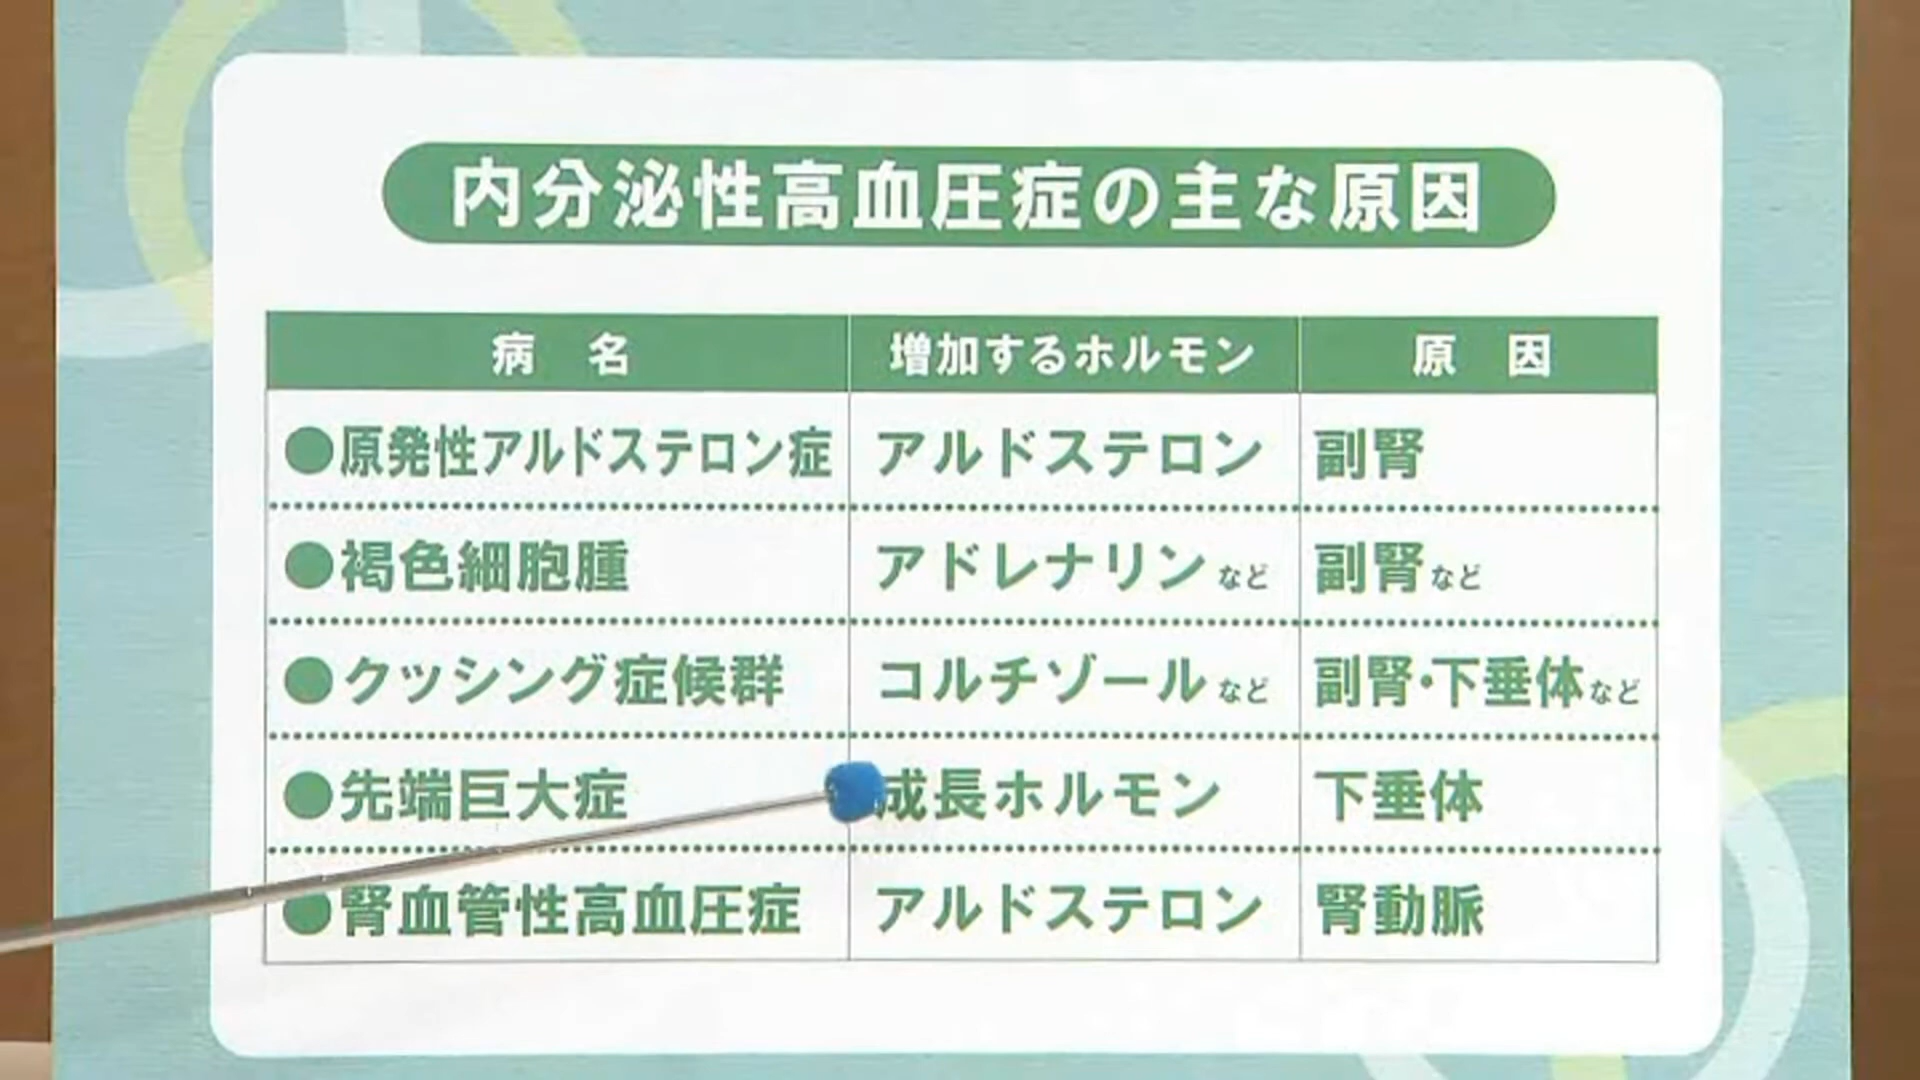 内分泌性高血圧症の主な原因
病 名 増加するホルモン 原 因
●原発性アルドステロン症 アルドステロン 副腎
●褐色細胞腫 アドレナリンなど 副腎など
●クッシング症候群 コルチゾールなど 副腎・下垂体など
●先端巨大症 成長ホルモン 下垂体
●腎血管性高血圧症 アルドステロン 腎動脈